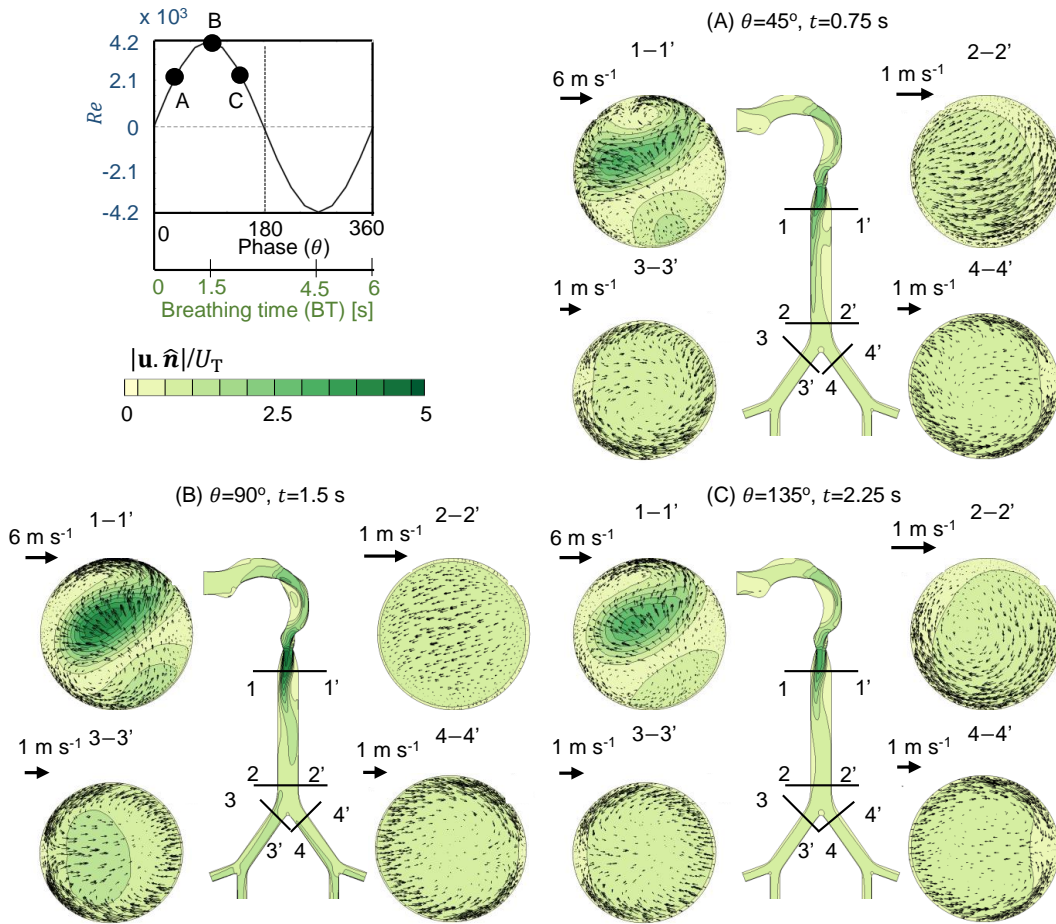 x 10³
4.2
2.1
0
-2.1
-4.2
Re
A
B
C
0
180
360
Phase (θ)
0
1.5
4.5
6
Breathing time (BT) [s]
|u. n̂|/U_T
0
2.5
5
(A) θ=45º, t=0.75 s
1−1’
6 m s⁻¹
2−2’
1 m s⁻¹
1
1’
3−3’
1 m s⁻¹
4−4’
1 m s⁻¹
2
2’
3
4’
3’
4
(B) θ=90º, t=1.5 s
1−1’
6 m s⁻¹
2−2’
1 m s⁻¹
1
1’
3−3’
1 m s⁻¹
4−4’
1 m s⁻¹
2
2’
3
4’
3’
4
(C) θ=135º, t=2.25 s
1−1’
6 m s⁻¹
2−2’
1 m s⁻¹
1
1’
3−3’
1 m s⁻¹
4−4’
1 m s⁻¹
2
2’
3
4’
3’
4